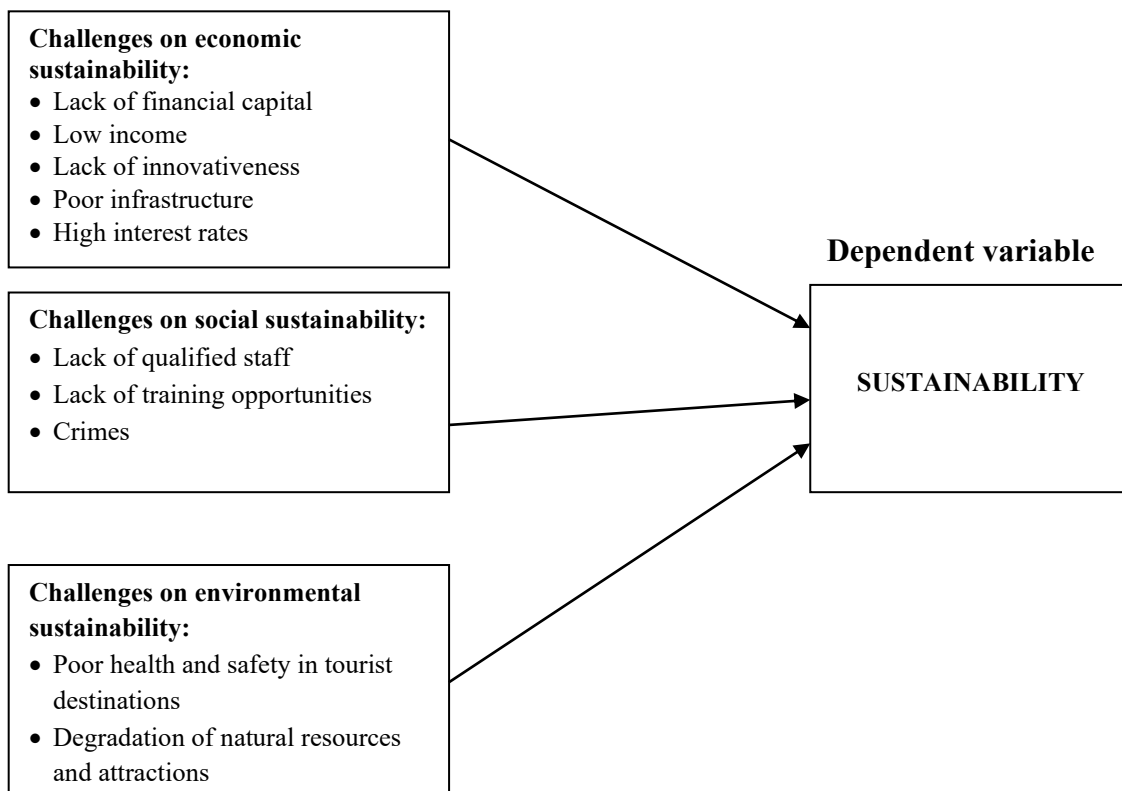 Challenges on economic
sustainability:
• Lack of financial capital
• Low income
• Lack of innovativeness
• Poor infrastructure
• High interest rates
Challenges on social sustainability:
• Lack of qualified staff
• Lack of training opportunities
• Crimes
Challenges on environmental
sustainability:
• Poor health and safety in tourist
destinations
• Degradation of natural resources
and attractions
Dependent variable
SUSTAINABILITY